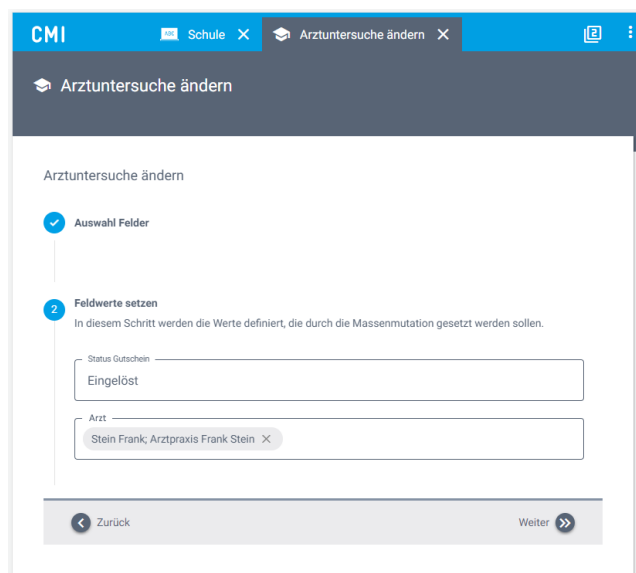 CMI
ABC Schule Arztuntersuche ändern 2
Arztuntersuche ändern
Arztuntersuche ändern
Auswahl Felder
2 Feldwerte setzen
In diesem Schritt werden die Werte definiert, die durch die Massenmutation gesetzt werden sollen.
Status Gutschein
Eingelöst
Arzt
Stein Frank; Arztpraxis Frank Stein
Zurück Weiter